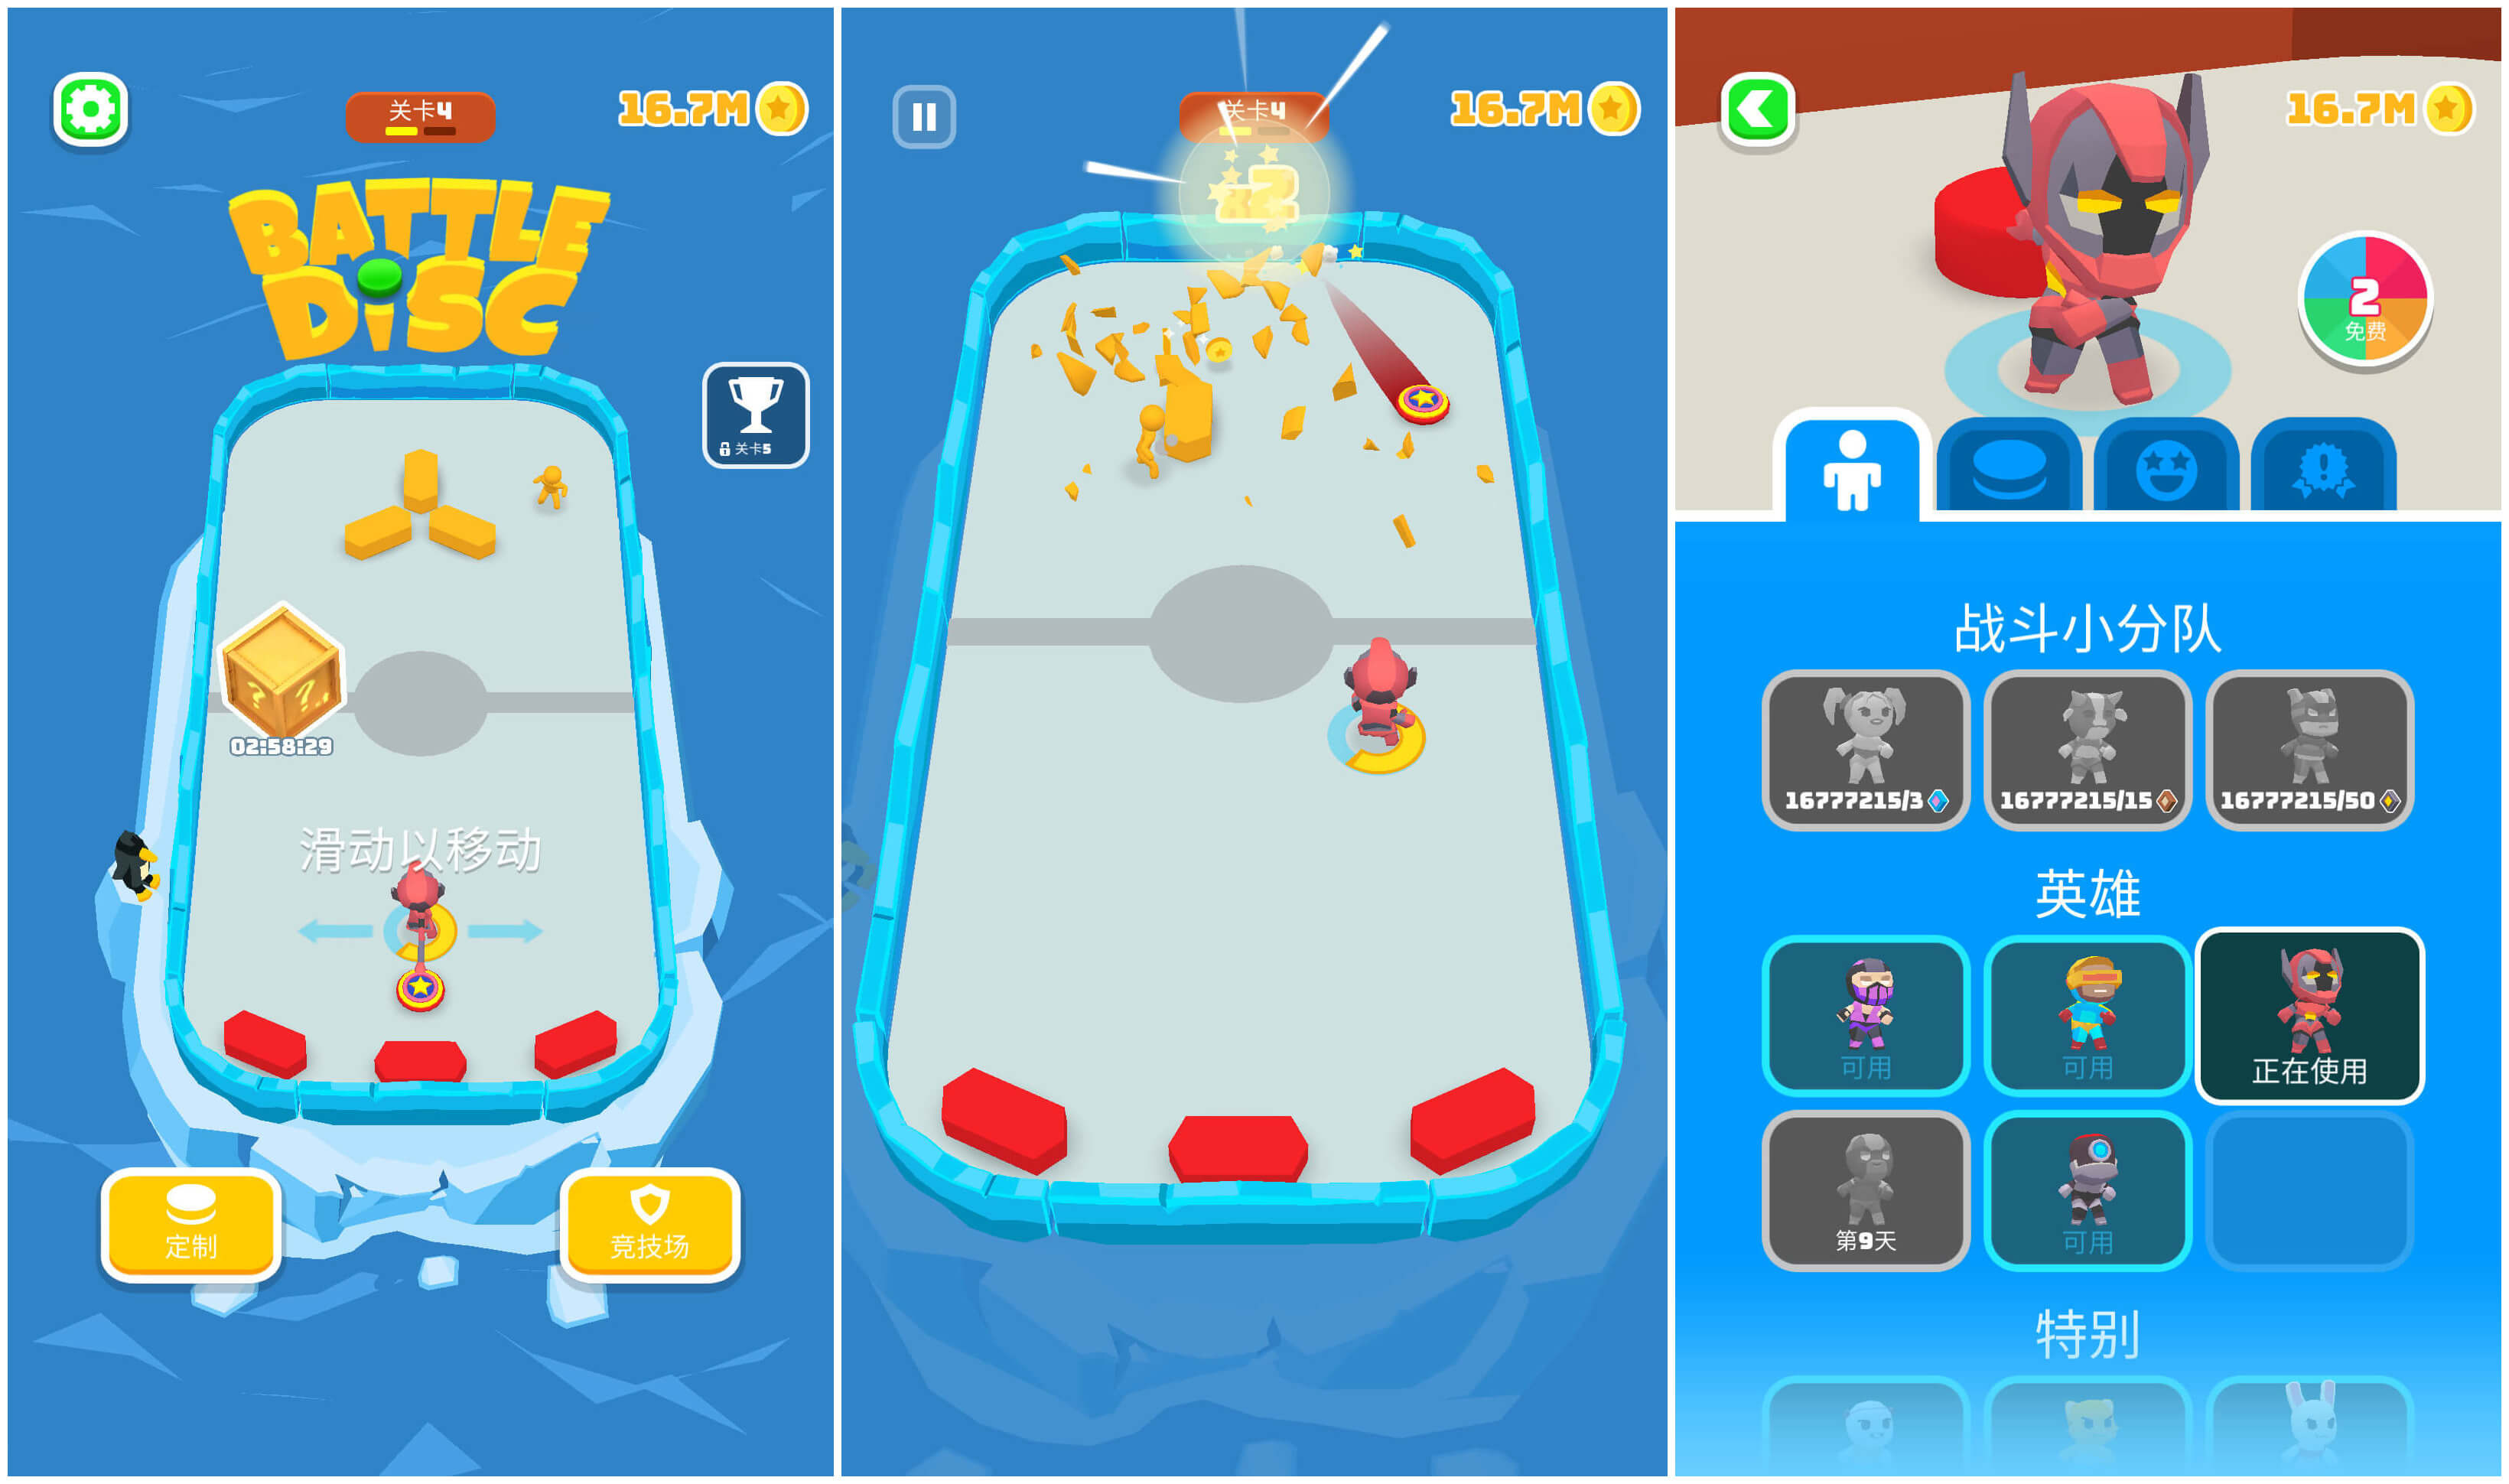 关卡4
16.7M
BATTLE
DISC
关卡5
02:58:29
滑动以移动
定制
竞技场
关卡4
16.7M
16.7M
2
免费
战斗小分队
16777215/3
16777215/15
16777215/50
英雄
可用
可用
正在使用
第9天
可用
特别